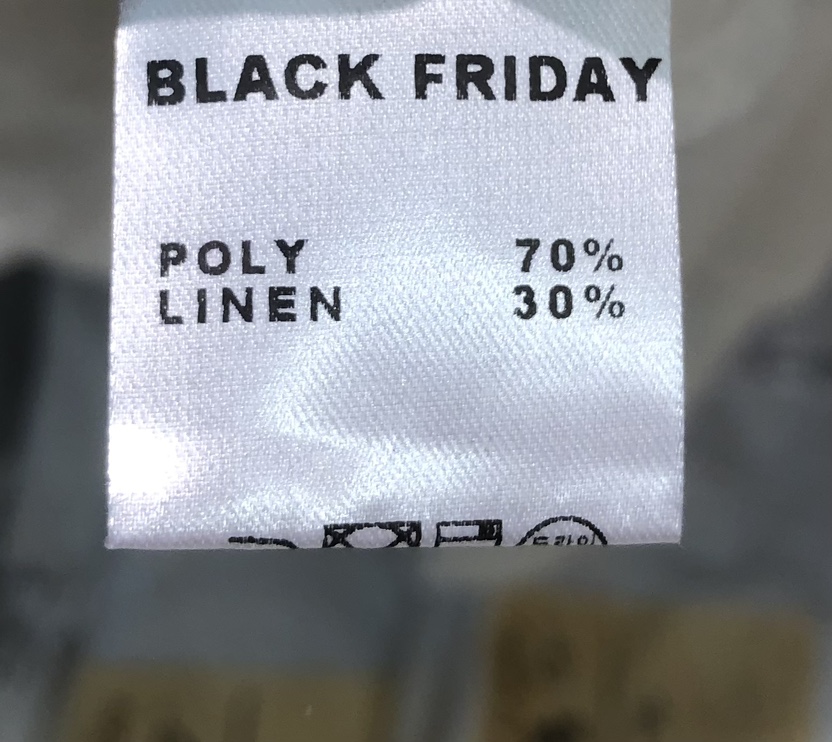 BLACK FRIDAY
POLY 70%
LINEN 30%